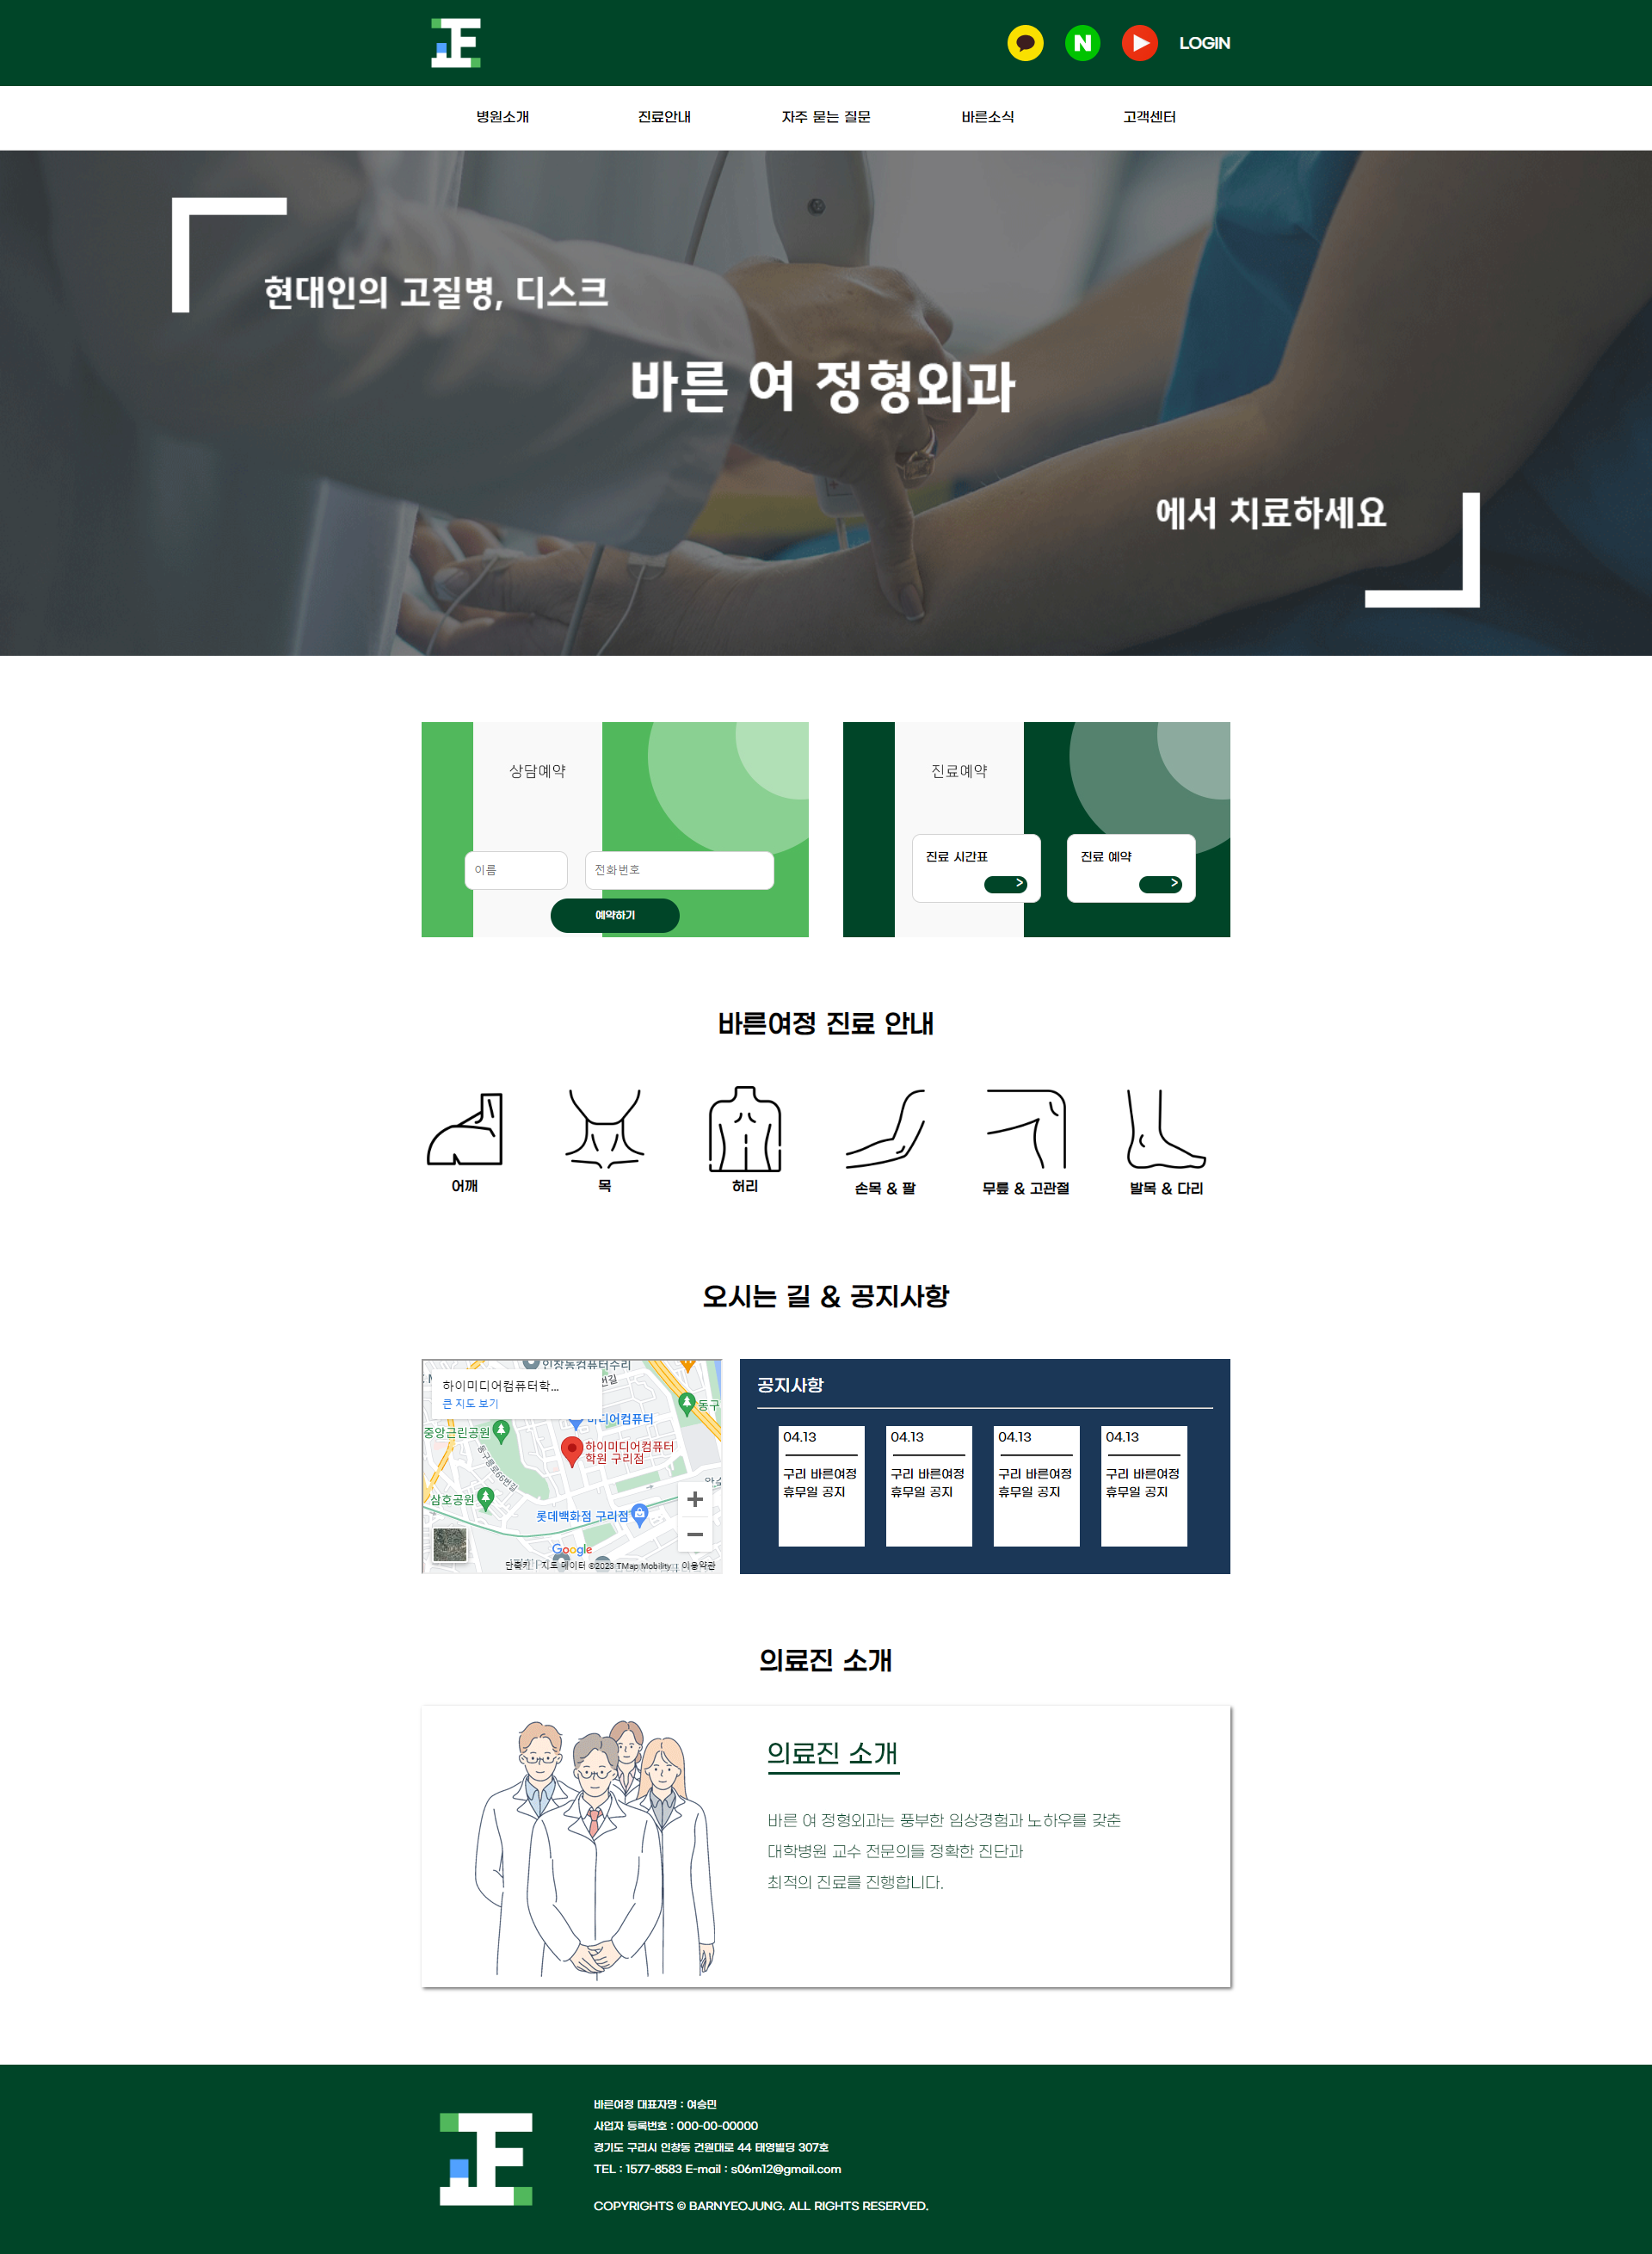 LOGIN
병원소개
진료안내
자주 묻는 질문
바른소식
고객센터
현대인의 고질병, 디스크
바른 여 정형외과
에서 치료하세요
상담예약
이름
전화번호
예약하기
진료예약
진료 시간표
>
진료 예약
>
바른여정 진료 안내
어깨
목
허리
손목 & 팔
무릎 & 고관절
발목 & 다리
오시는 길 & 공지사항
인창농컴퓨터수리
하이미디어컴퓨터학...
큰 지도 보기
동구
미디어컴퓨터
중앙근린공원
하이미디어컴퓨터
학원 구리점
동구릉로66번길
삼호공원
롯데백화점 구리점
Google
단축키
지도 데이터 ©2023 TMap Mobility
이용약관
공지사항
04.13
구리 바른여정
휴무일 공지
04.13
구리 바른여정
휴무일 공지
04.13
구리 바른여정
휴무일 공지
04.13
구리 바른여정
휴무일 공지
의료진 소개
의료진 소개
바른 여 정형외과는 풍부한 임상경험과 노하우를 갖춘
대학병원 교수 전문의들 정확한 진단과
최적의 진료를 진행합니다.
바른여정 대표자명 : 여승민
사업자 등록번호 : 000-00-00000
경기도 구리시 인창동 건원대로 44 태영빌딩 307호
TEL : 1577-8583 E-mail : s06m12@gmail.com
COPYRIGHTS © BARNYEOJUNG. ALL RIGHTS RESERVED.